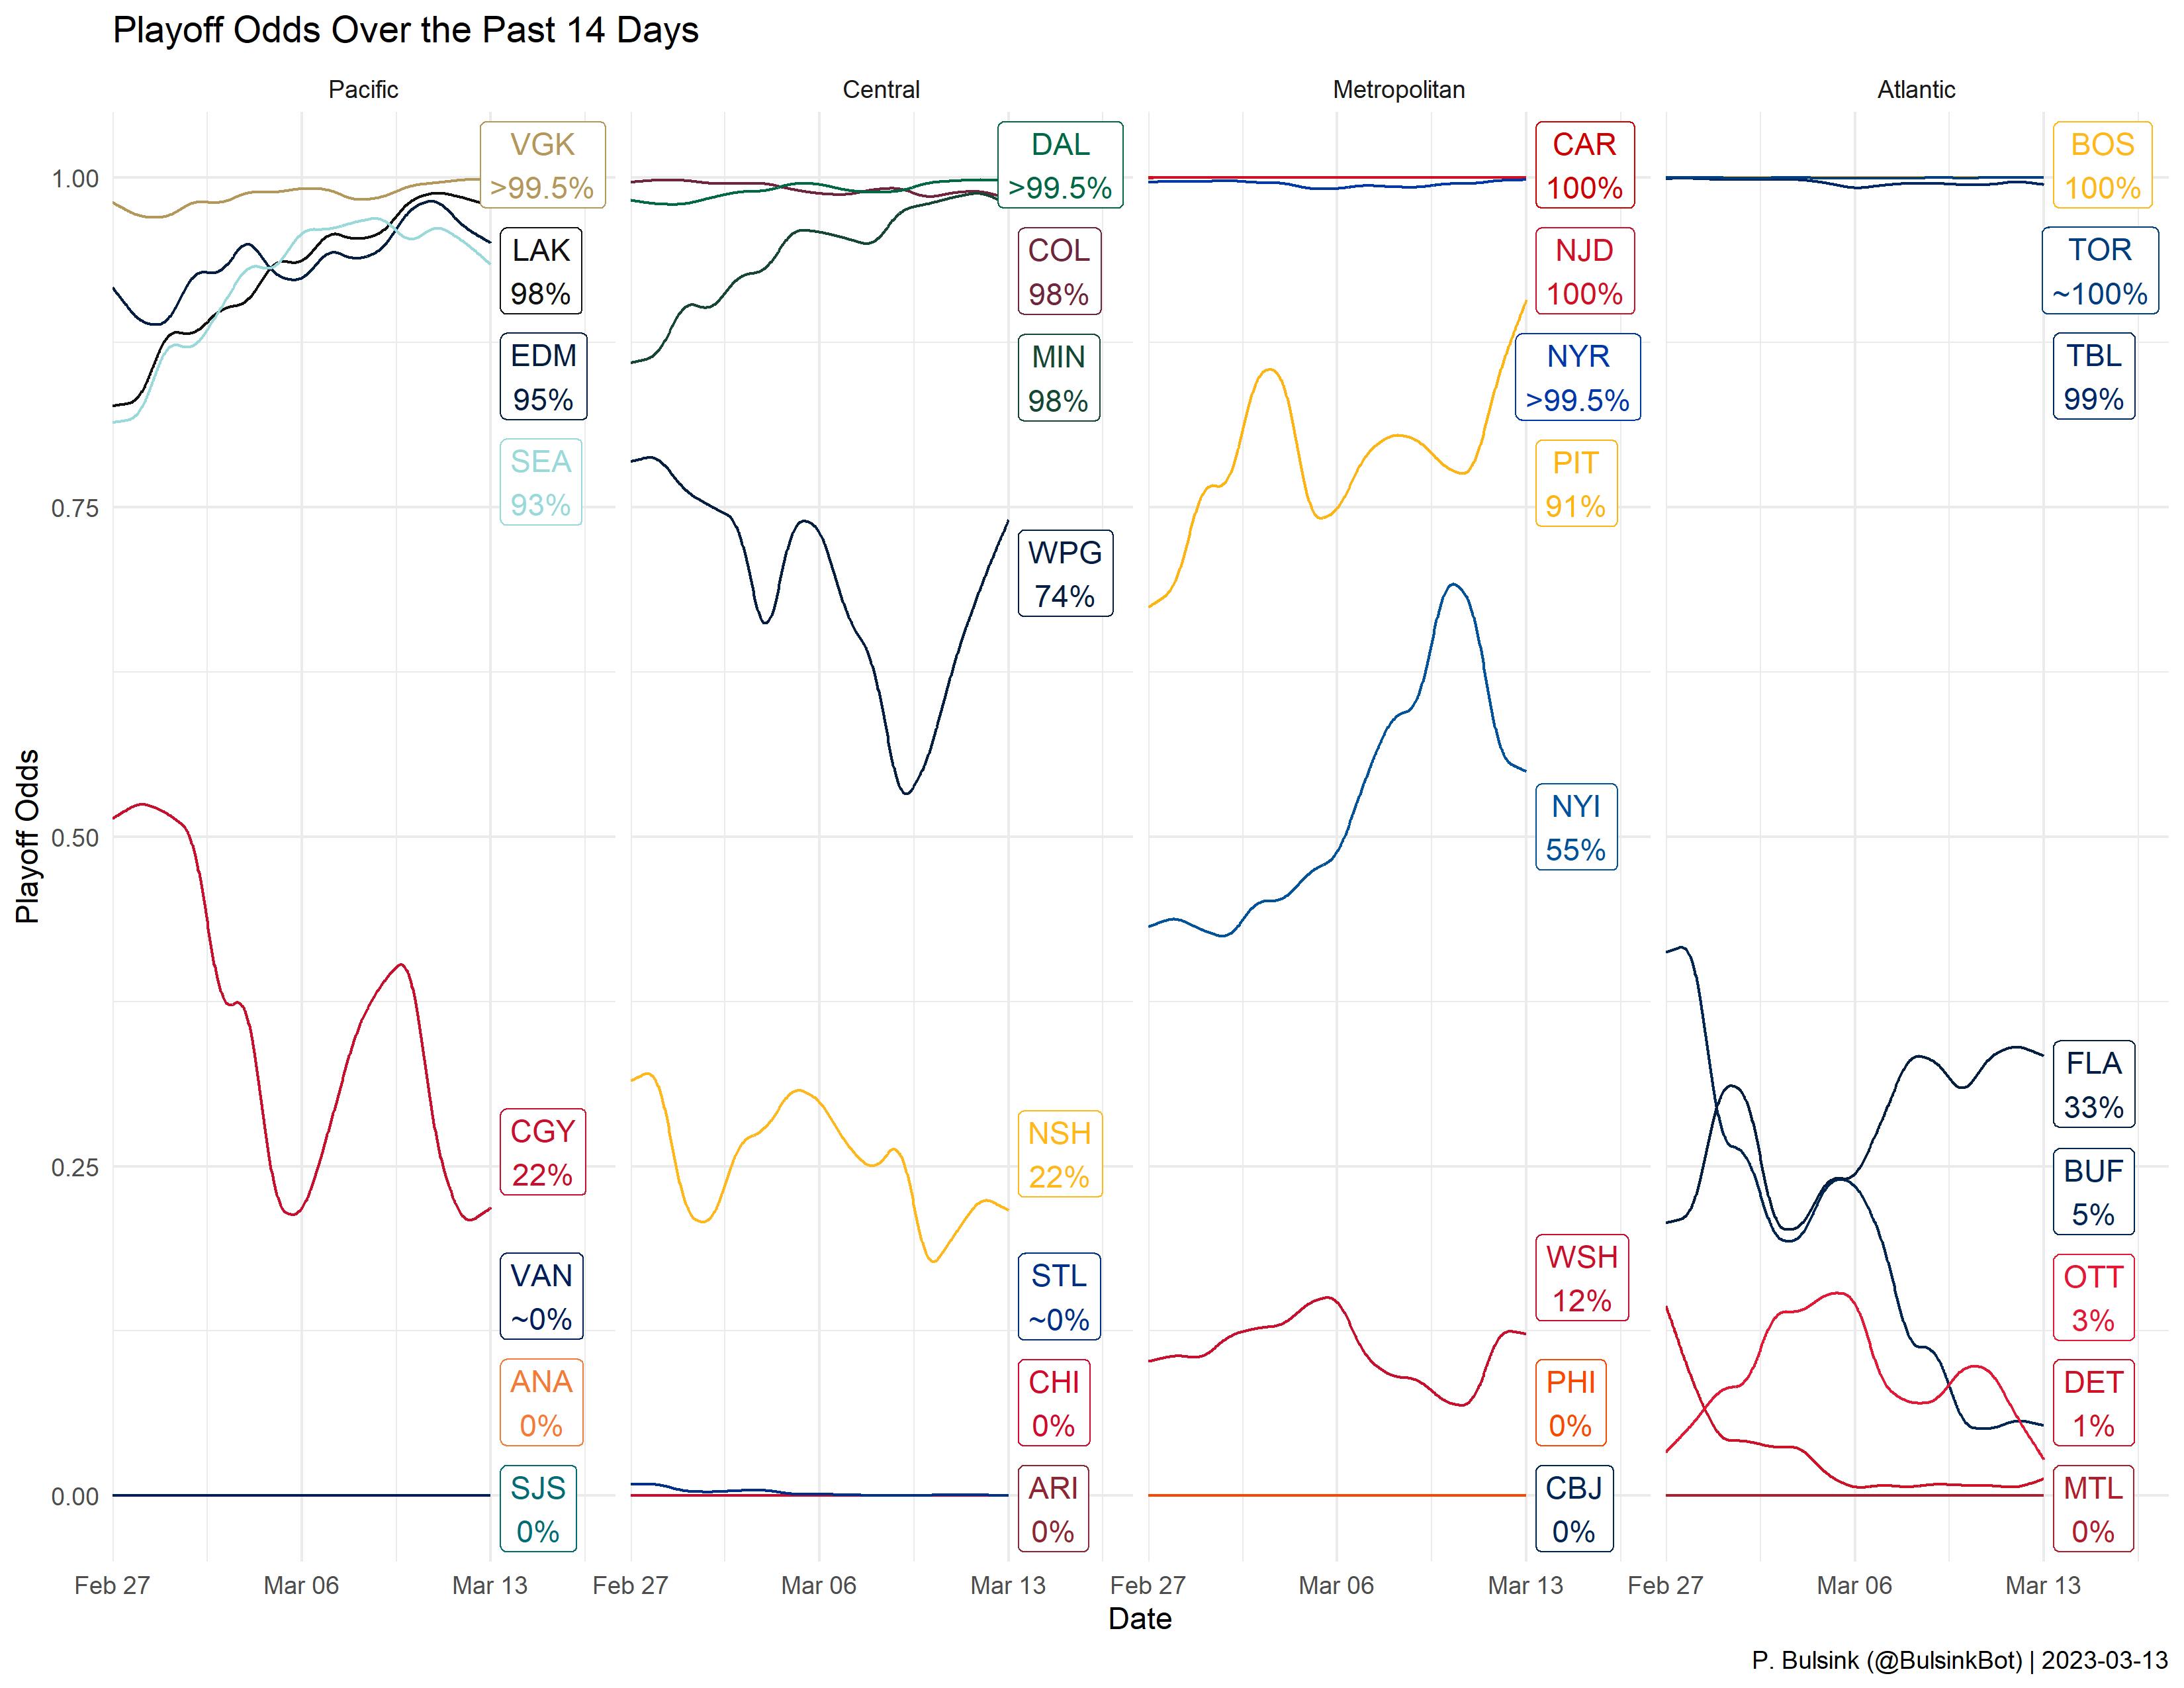 Playoff Odds Over the Past 14 Days
Pacific
Central
Metropolitan
Atlantic
Playoff Odds
1.00
0.75
0.50
0.25
0.00
VGK
>99.5%
LAK
98%
EDM
95%
SEA
93%
CGY
22%
VAN
~0%
ANA
0%
SJS
0%
DAL
>99.5%
COL
98%
MIN
98%
WPG
74%
NSH
22%
STL
~0%
CHI
0%
ARI
0%
CAR
100%
NJD
100%
NYR
>99.5%
PIT
91%
NYI
55%
WSH
12%
PHI
0%
CBJ
0%
BOS
100%
TOR
~100%
TBL
99%
FLA
33%
BUF
5%
OTT
3%
DET
1%
MTL
0%
Feb 27
Mar 06
Mar 13
Feb 27
Mar 06
Mar 13
Feb 27
Mar 06
Mar 13
Feb 27
Mar 06
Mar 13
Date
P. Bulsink (@BulsinkBot) | 2023-03-13